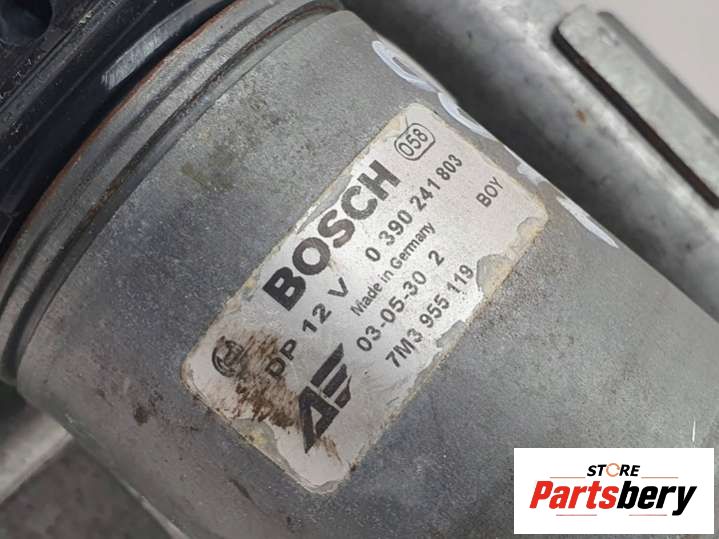 BOSCH
058
DP 12 V 0 390 241 803
Made in Germany BOY
03-05-30 2
7M3 955 119
STORE
Partsbery